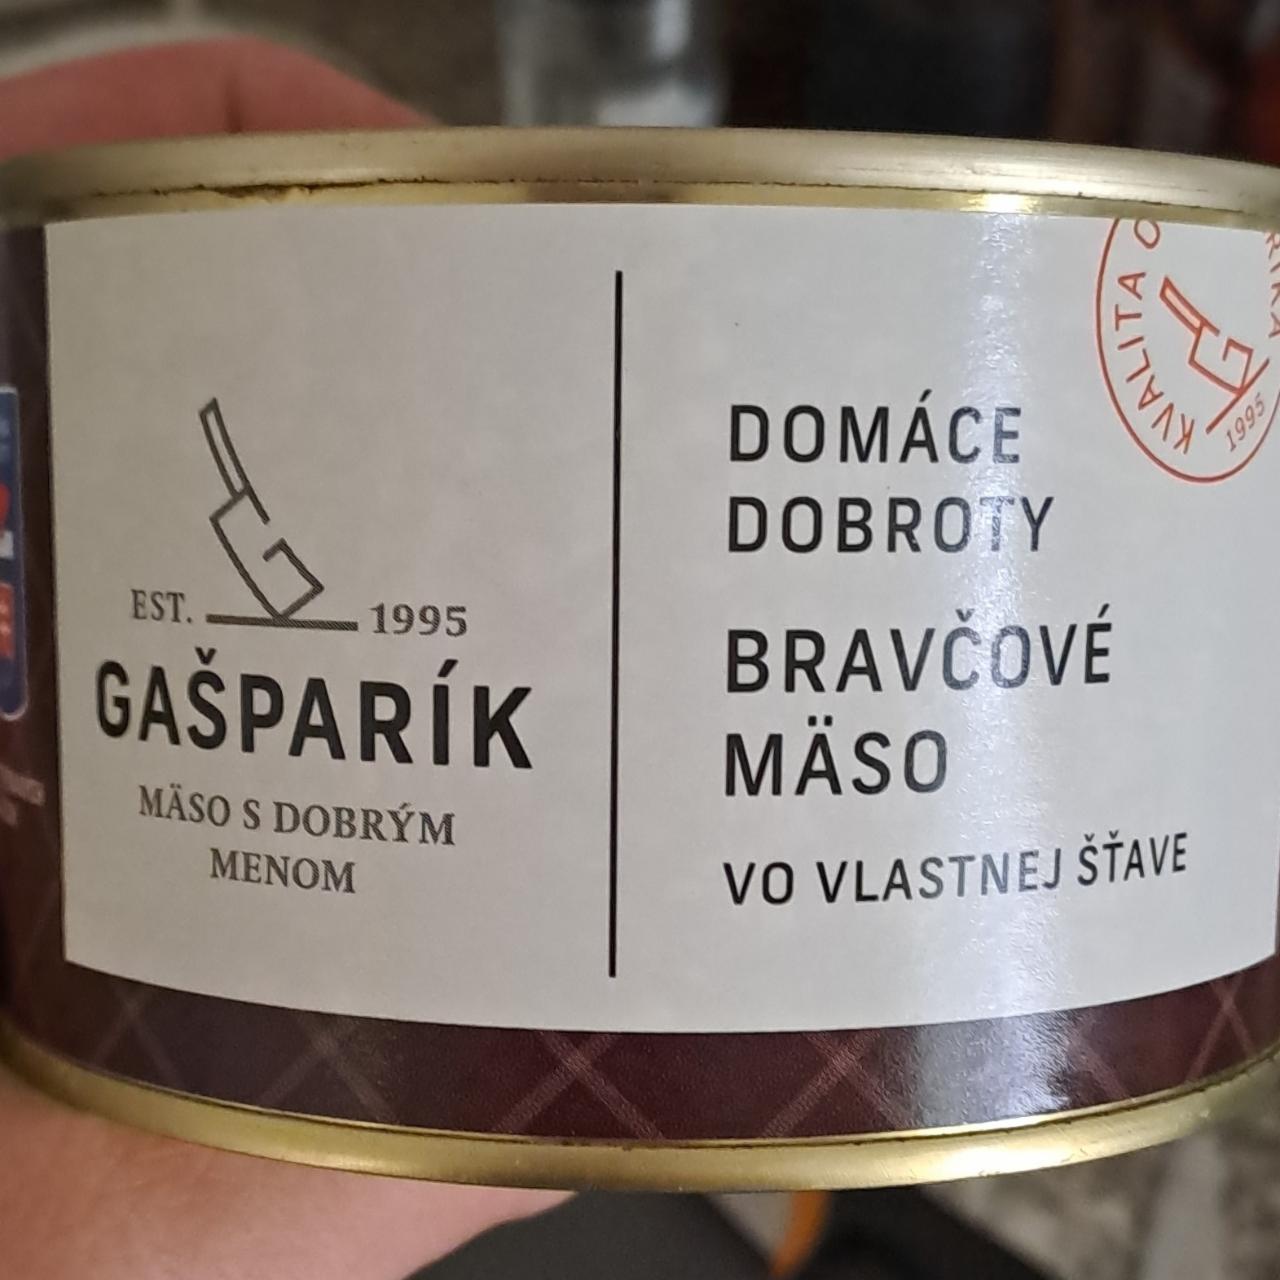 EST. 1995
GAŠPARÍK
MÄSO S DOBRÝM
MENOM
DOMÁCE
DOBROTY
BRAVČOVÉ
MÄSO
VO VLASTNEJ ŠŤAVE
KVALITA
1995